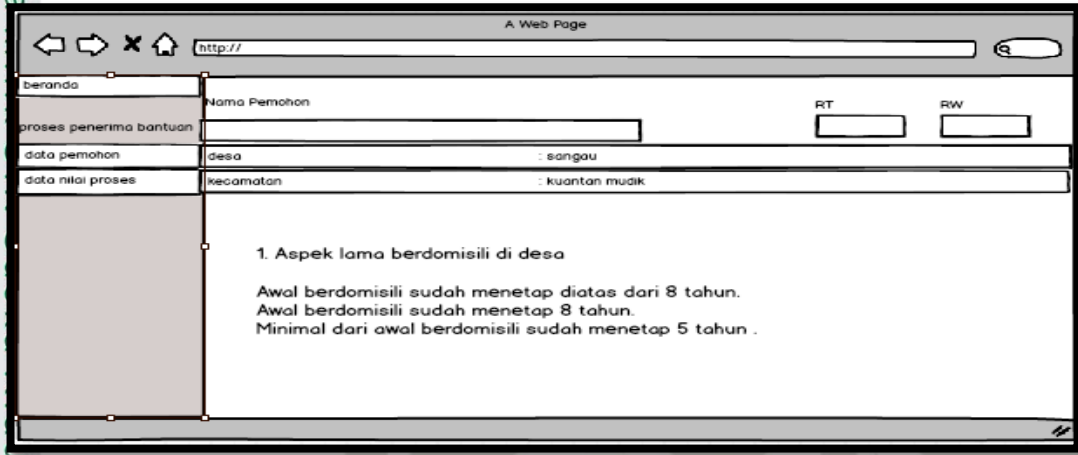 A Web Page
http://
beranda
Nama Pemohon
RT
RW
proses penerima bantuan
data pemohon
desa : sangau
data nilai proses
kecamatan : kuantan mudik
1. Aspek lama berdomisili di desa
Awal berdomisili sudah menetap diatas dari 8 tahun.
Awal berdomisili sudah menetap 8 tahun.
Minimal dari awal berdomisili sudah menetap 5 tahun .